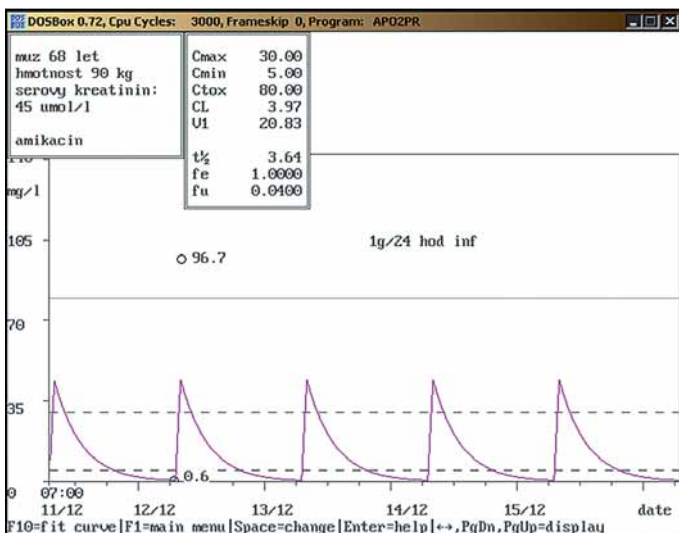 DOSBox 0.72, Cpu Cycles: 3000, Frameskip 0, Program: APO2PR
muz 68 let
hmotnost 90 kg
serovy kreatinin:
45 umol/l
amikacin
Cmax 30.00
Cmin 5.00
Ctox 80.00
CL 3.97
V1 20.83
t½ 3.64
fe 1.0000
fu 0.0400
140
mg/l
105
1g/24 hod inf
96.7
70
35
0.6
0 07:00
11/12 12/12 13/12 14/12 15/12 date
F10=fit curve|F1=main menu|Space=change|Enter=help|↔,PgDn,PgUp=display